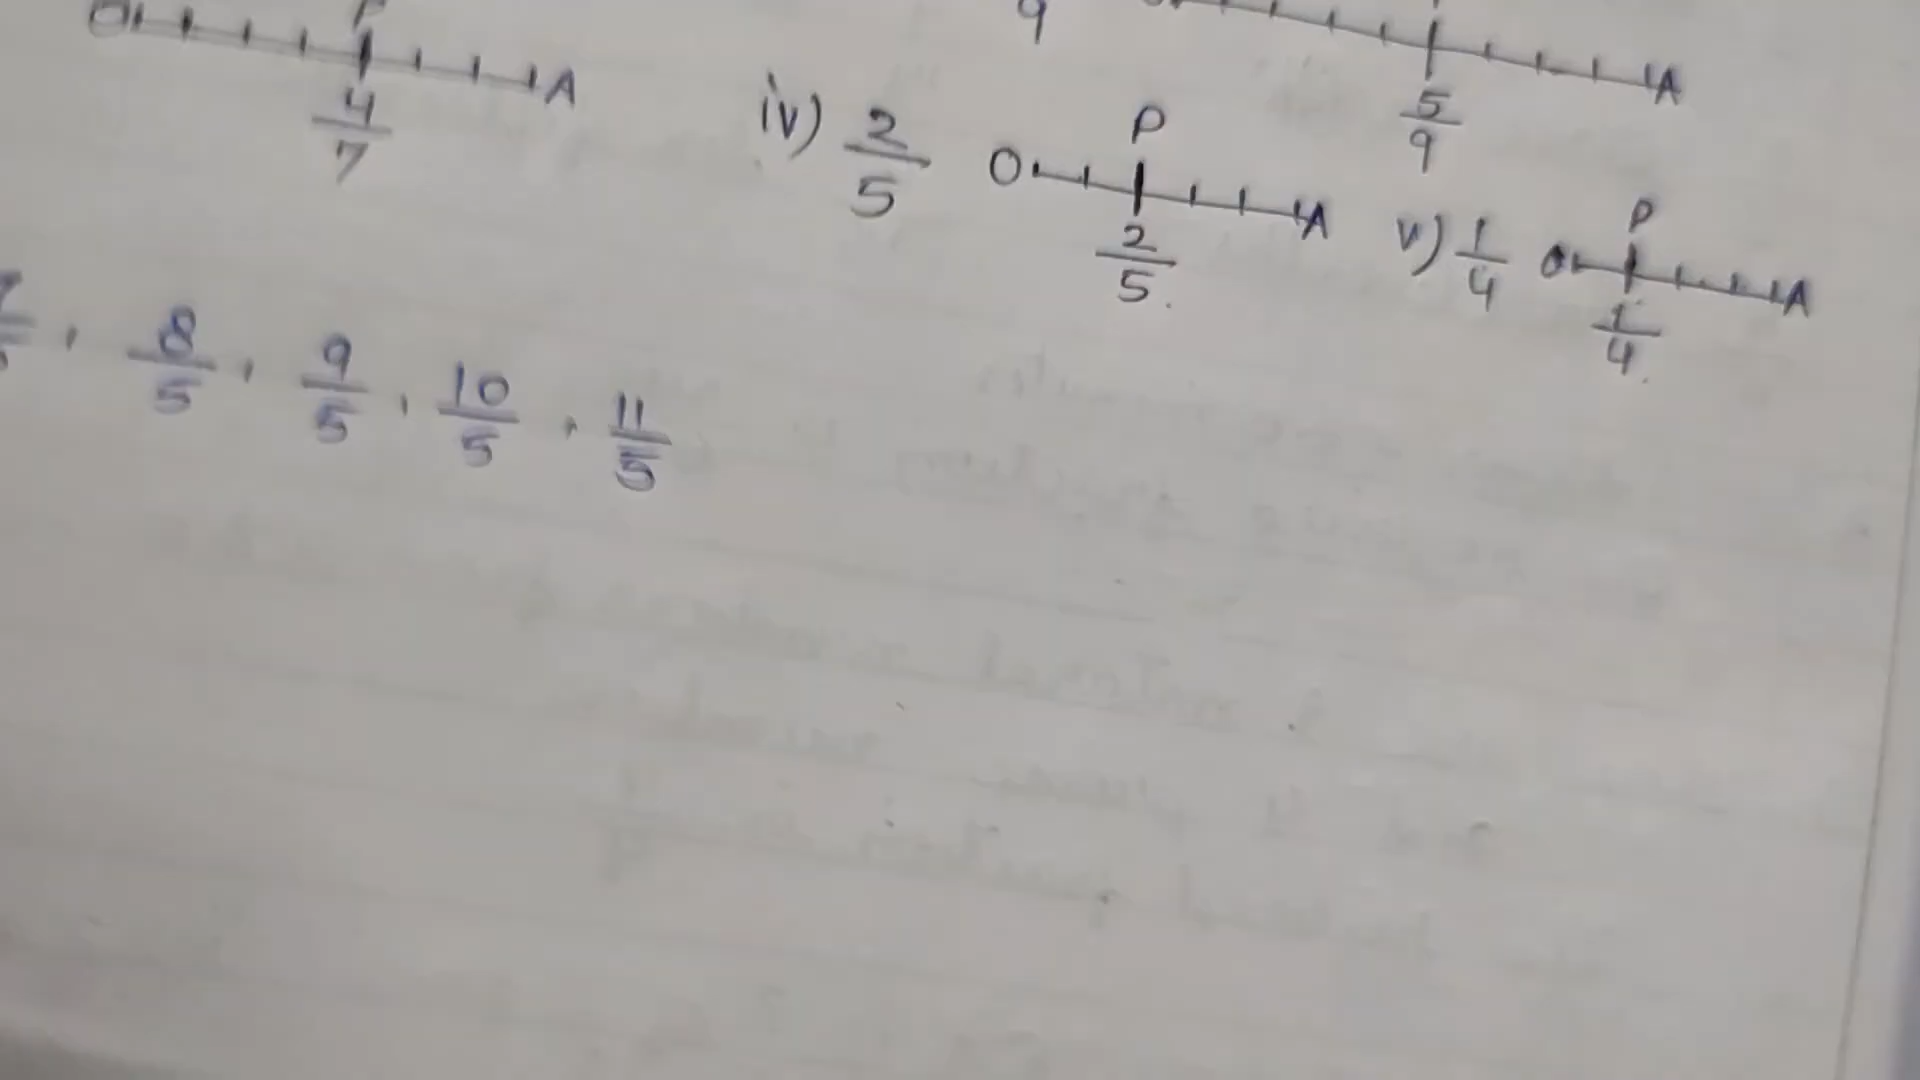 9
O A
4/7
5/9 A
iv) 2/5 O P A
2/5.
v) 1/4 O P A
1/4.
, 8/5, 9/5, 10/5, 11/5